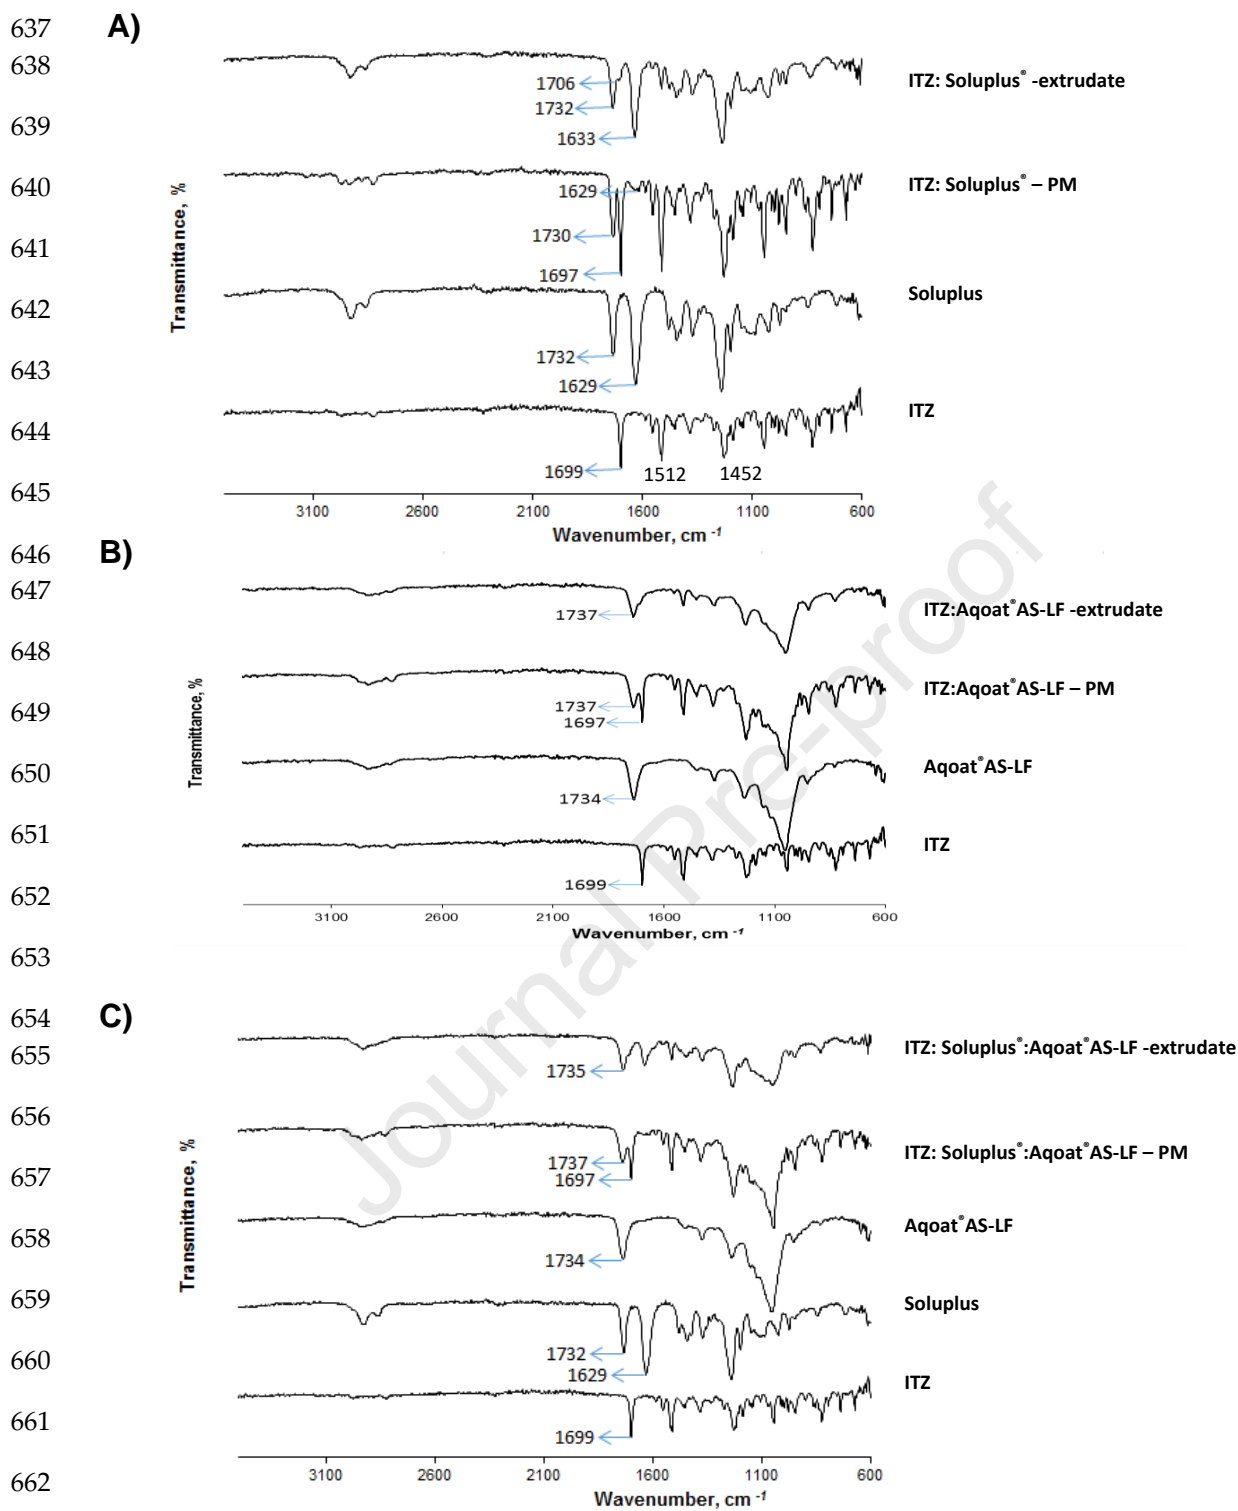 637
A)
638
ITZ: Soluplus® -extrudate
1706
1732
639
1633
Transmittance, %
640
ITZ: Soluplus® – PM
1629
641
1730
1697
642
Soluplus
643
1732
1629
644
ITZ
1699
1512
1452
645
3100 2600 2100 1600 1100 600
Wavenumber, cm -1
646
B)
647
ITZ:Aqoat®AS-LF -extrudate
1737
648
Transmittance, %
649
ITZ:Aqoat®AS-LF – PM
1737
1697
650
Aqoat®AS-LF
1734
651
ITZ
652
1699
3100 2600 2100 1600 1100 600
Wavenumber, cm -1
653
654
C)
655
ITZ: Soluplus®:Aqoat®AS-LF -extrudate
1735
656
Transmittance, %
657
ITZ: Soluplus®:Aqoat®AS-LF – PM
1737
1697
658
Aqoat®AS-LF
1734
659
Soluplus
660
1732
1629
ITZ
661
1699
662
3100 2600 2100 1600 1100 600
Wavenumber, cm -1
Journal Pre-proof